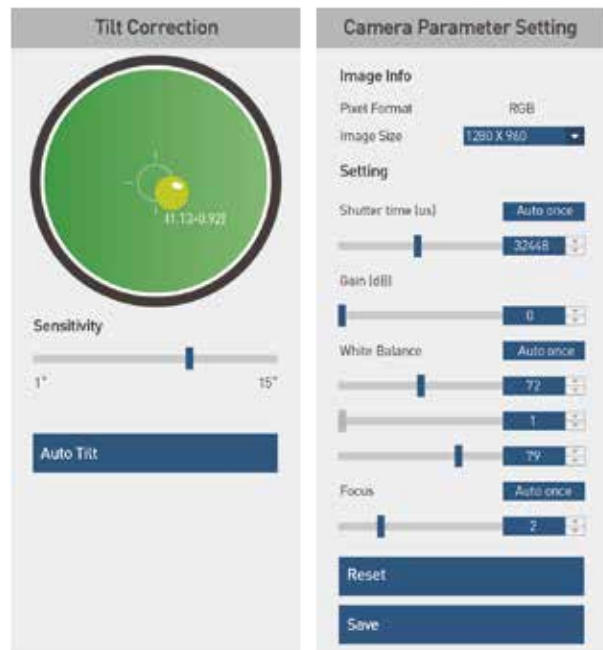 Tilt Correction
(1.13-0.92)
Sensitivity
1° 15°
Auto Tilt
Camera Parameter Setting
Image Info
Pixel Format RGB
Image Size 1280 X 960
Setting
Shutter time (us) Auto once
32448
Gain (dB)
0
White Balance Auto once
72
1
79
Focus Auto once
2
Reset
Save